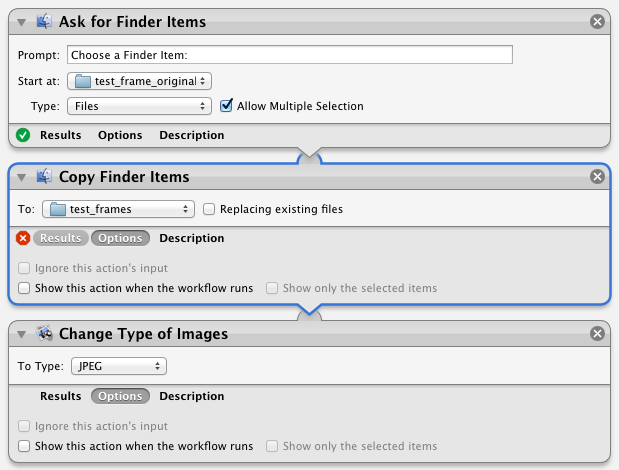 Ask for Finder Items
Prompt: Choose a Finder Item:
Start at: test_frame_original
Type: Files Allow Multiple Selection
Results Options Description
Copy Finder Items
To: test_frames Replacing existing files
Results Options Description
Ignore this action's input
Show this action when the workflow runs Show only the selected items
Change Type of Images
To Type: JPEG
Results Options Description
Ignore this action's input
Show this action when the workflow runs Show only the selected items